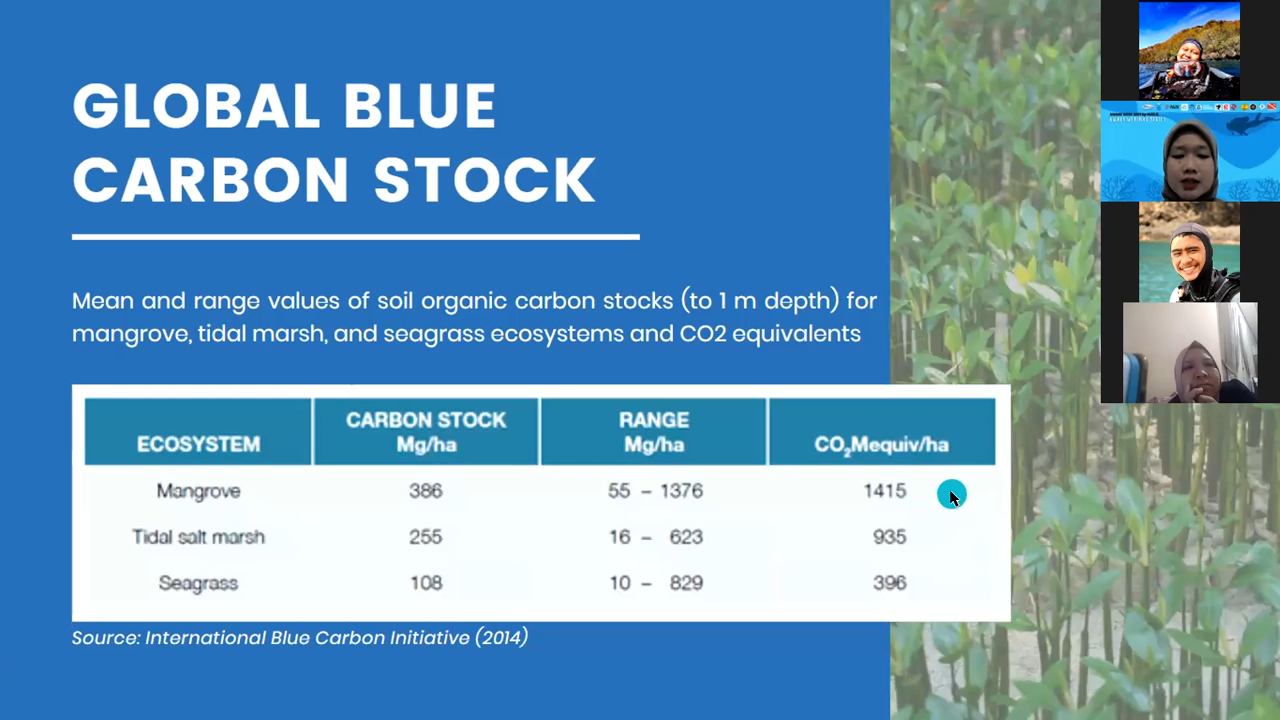 GLOBAL BLUE
CARBON STOCK
Mean and range values of soil organic carbon stocks (to 1 m depth) for
mangrove, tidal marsh, and seagrass ecosystems and CO2 equivalents
ECOSYSTEM CARBON STOCK Mg/ha RANGE Mg/ha CO₂Mequiv/ha
Mangrove 386 55 – 1376 1415
Tidal salt marsh 255 16 – 623 935
Seagrass 108 10 – 829 396
Source: International Blue Carbon Initiative (2014)